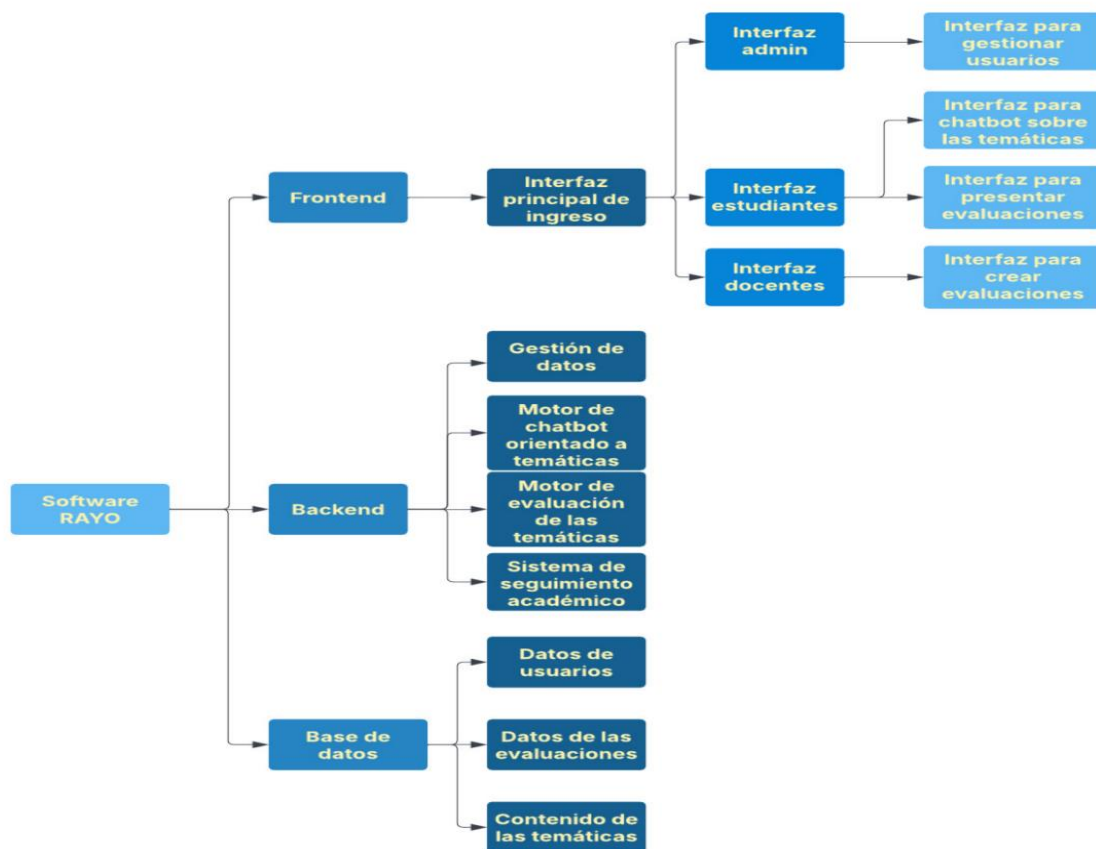 Interfaz
admin
Interfaz para
gestionar
usuarios
Interfaz para
chatbot sobre
las temáticas
Frontend
Interfaz
principal de
ingreso
Interfaz
estudiantes
Interfaz para
presentar
evaluaciones
Interfaz
docentes
Interfaz para
crear
evaluaciones
Gestión de
datos
Motor de
chatbot
orientado a
temáticas
Software
RAYO
Backend
Motor de
evaluación
de las
temáticas
Sistema de
seguimiento
académico
Datos de
usuarios
Base de
datos
Datos de las
evaluaciones
Contenido de
las temáticas